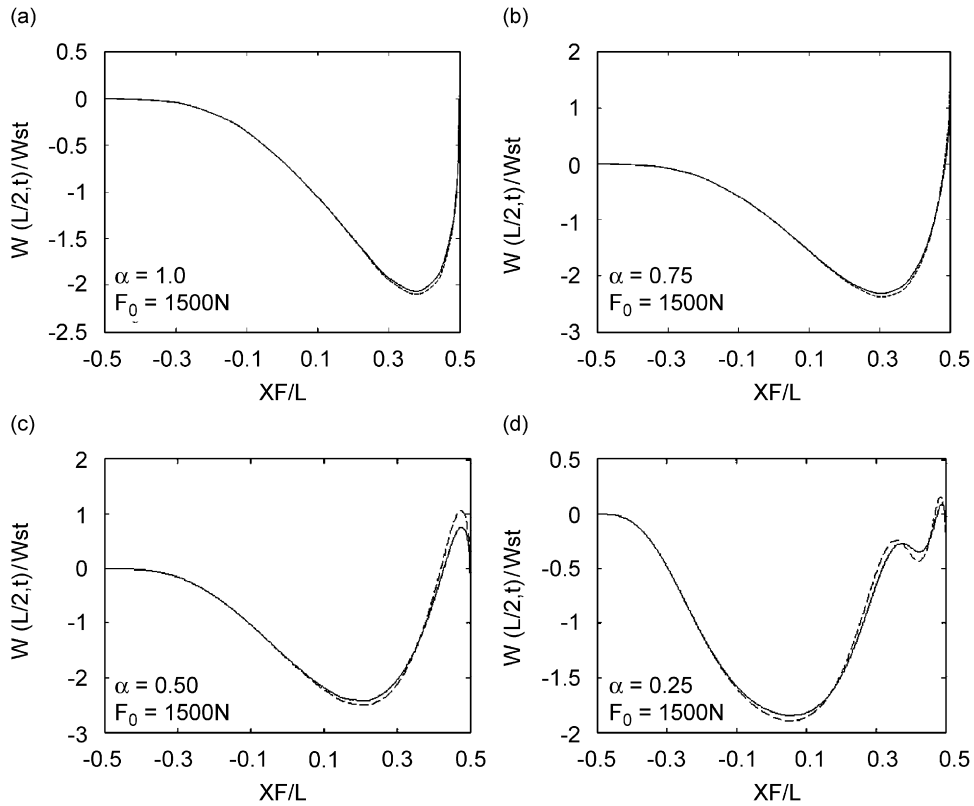 (a)
0.5
0
-0.5
-1
-1.5
-2
-2.5
W (L/2,t)/Wst
α = 1.0
F₀ = 1500N
-0.5 -0.3 -0.1 0.1 0.3 0.5
XF/L
(b)
2
1
0
-1
-2
-3
W (L/2,t)/Wst
α = 0.75
F₀ = 1500N
-0.5 -0.3 -0.1 0.1 0.3 0.5
XF/L
(c)
2
1
0
-1
-2
-3
W (L/2,t)/Wst
α = 0.50
F₀ = 1500N
-0.5 -0.3 -0.1 0.1 0.3 0.5
XF/L
(d)
0.5
0
-0.5
-1
-1.5
-2
W (L/2,t)/Wst
α = 0.25
F₀ = 1500N
-0.5 -0.3 -0.1 0.1 0.3 0.5
XF/L